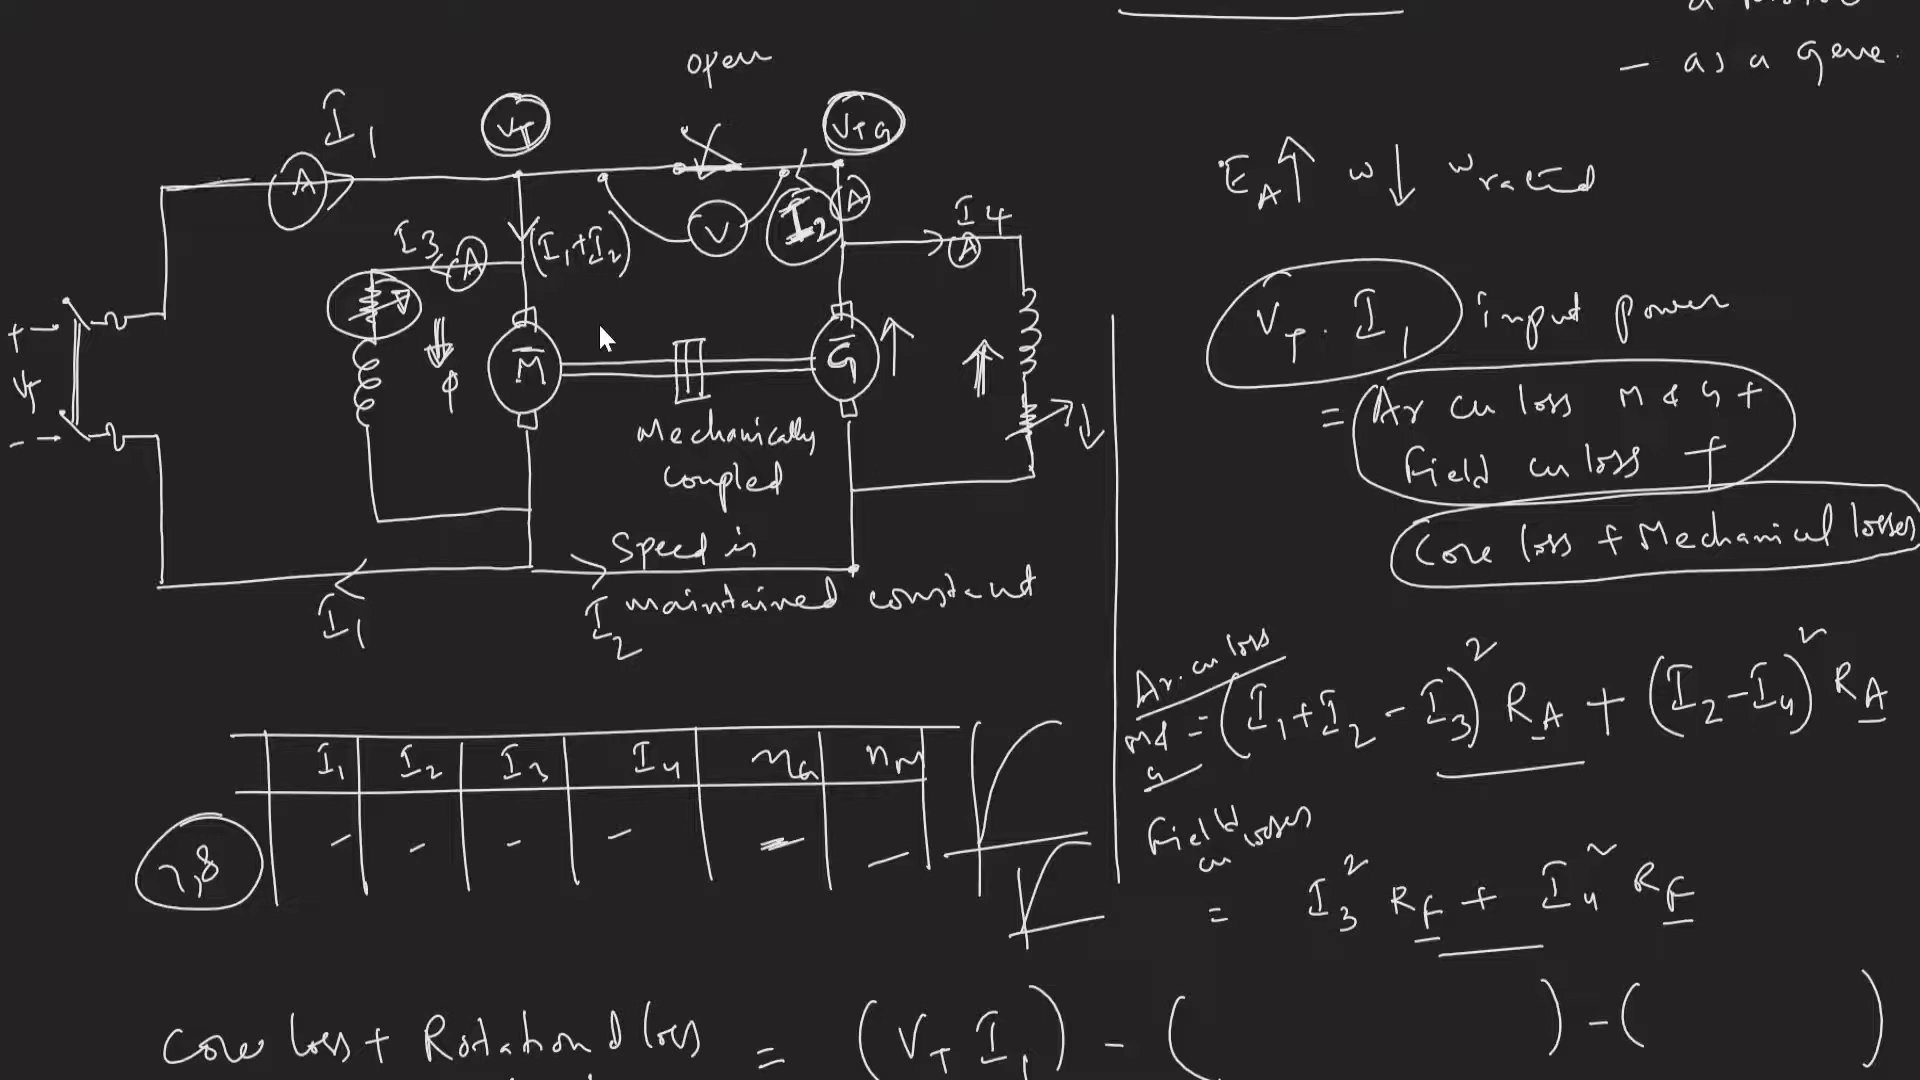 a
- as a gene.
open
I1
VT
VTG
A
I3
A
(I1+I2)
V
I2
A
I4
A
+
VT
-
φ
M
G
Mechanically
coupled
Speed is
maintained constant
I1
I2
EA↑ ω↓ ωrated
VT . I1 input power
= Ar cu loss M & G +
Field cu loss +
Core loss + Mechanical losses
Ar. cu loss
M& G = (I1+I2 - I3)² RA + (I2 - I4)² RA
Field cu losses
= I3² RF + I4² RF
I1 I2 I3 I4 ηG ηM
7,8 - - - - - -
Core loss + Rotational loss = (VT I1) - ( ) - ( )